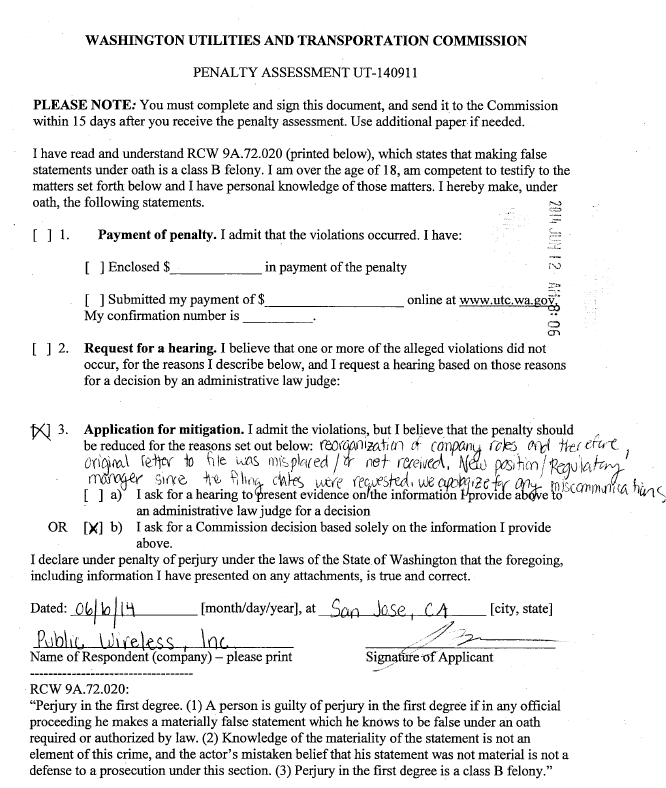 WASHINGTON UTILITIES AND TRANSPORTATION COMMISSION
PENALTY ASSESSMENT UT-140911
PLEASE NOTE: You must complete and sign this document, and send it to the Commission
within 15 days after you receive the penalty assessment. Use additional paper if needed.
I have read and understand RCW 9A.72.020 (printed below), which states that making false
statements under oath is a class B felony. I am over the age of 18, am competent to testify to the
matters set forth below and I have personal knowledge of those matters. I hereby make, under
oath, the following statements.
[ ] 1. Payment of penalty. I admit that the violations occurred. I have:
[ ] Enclosed $____________ in payment of the penalty
[ ] Submitted my payment of $__________________ online at www.utc.wa.gov.
My confirmation number is _________.
2014 JUN 12 AM 8:06
[ ] 2. Request for a hearing. I believe that one or more of the alleged violations did not
occur, for the reasons I describe below, and I request a hearing based on those reasons
for a decision by an administrative law judge:
[X] 3. Application for mitigation. I admit the violations, but I believe that the penalty should
be reduced for the reasons set out below: reorganization of company roles and therefore,
original letter to file was misplaced/or not received. New position/Regulatory
manager since the filing dates were requested. we apologize for any miscommunications
[ ] a) I ask for a hearing to present evidence on the information I provide above to
an administrative law judge for a decision
OR [X] b) I ask for a Commission decision based solely on the information I provide
above.
I declare under penalty of perjury under the laws of the State of Washington that the foregoing,
including information I have presented on any attachments, is true and correct.
Dated: 06/6/14 [month/day/year], at San Jose, CA [city, state]
Public Wireless, Inc
Name of Respondent (company) – please print Signature of Applicant
----------------------------------
RCW 9A.72.020:
“Perjury in the first degree. (1) A person is guilty of perjury in the first degree if in any official
proceeding he makes a materially false statement which he knows to be false under an oath
required or authorized by law. (2) Knowledge of the materiality of the statement is not an
element of this crime, and the actor’s mistaken belief that his statement was not material is not a
defense to a prosecution under this section. (3) Perjury in the first degree is a class B felony.”